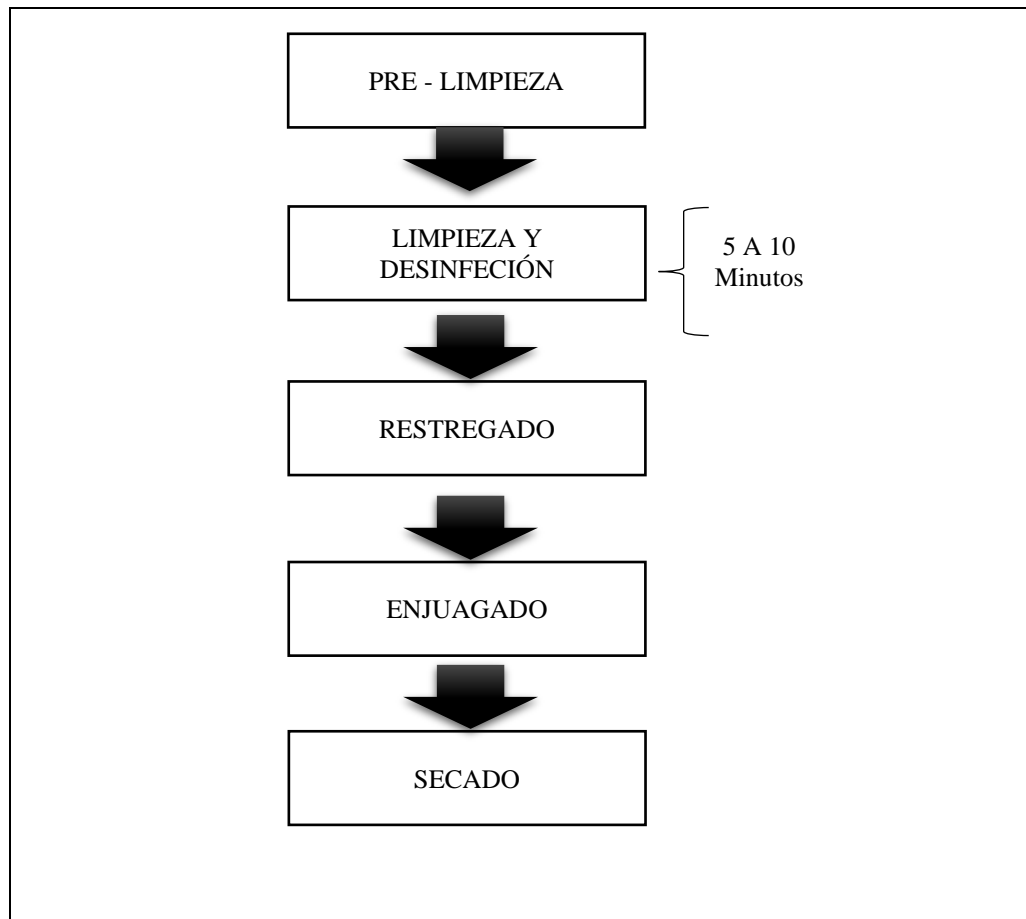 PRE - LIMPIEZA
LIMPIEZA Y
DESINFECIÓN
5 A 10
Minutos
RESTREGADO
ENJUAGADO
SECADO